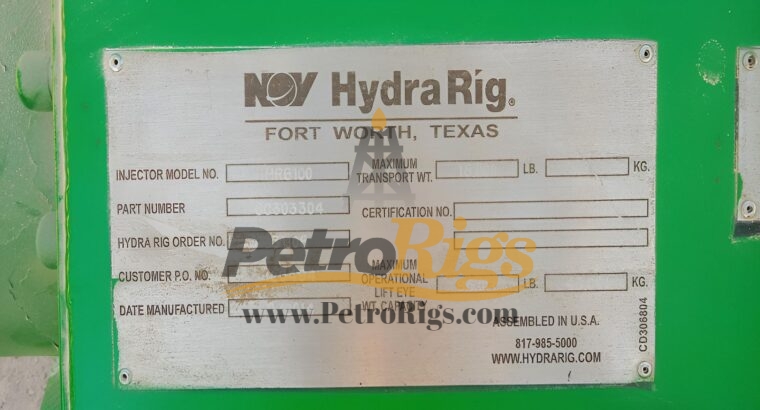 NOV HydraRig®
FORT WORTH, TEXAS
INJECTOR MODEL NO.
MAXIMUM
TRANSPORT WT.
LB.
KG.
PART NUMBER
CERTIFICATION NO.
HYDRA RIG ORDER NO.
PetroRigs
CUSTOMER P.O. NO.
MAXIMUM
OPERATIONAL
LIFT EYE
WT. CAPACITY
LB.
KG.
DATE MANUFACTURED
www.PetroRigs.com
ASSEMBLED IN U.S.A.
817-985-5000
WWW.HYDRARIG.COM
CD306804